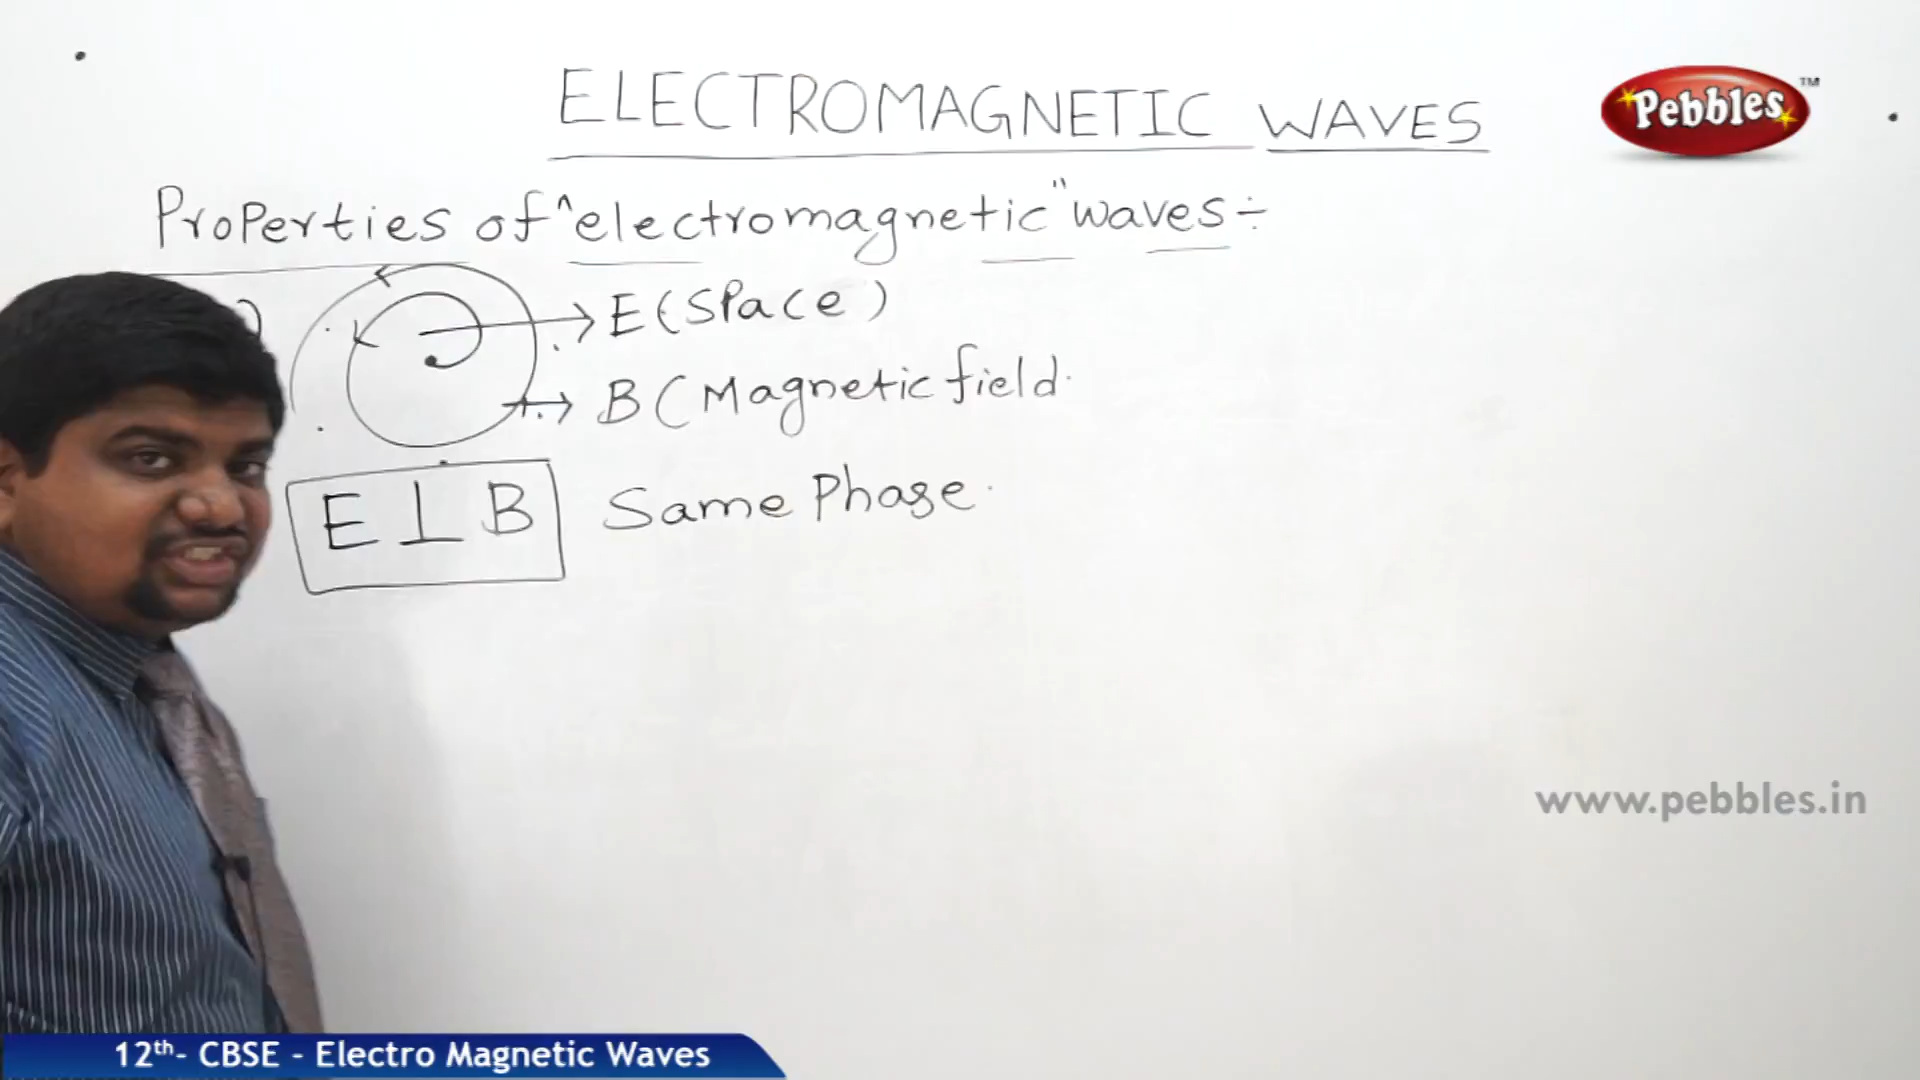 ELECTROMAGNETIC WAVES
Pebbles™
Properties of "electromagnetic" waves÷
E (Space)
B (Magnetic field.
E ⊥ B Same Phase.
www.pebbles.in
12th- CBSE - Electro Magnetic Waves